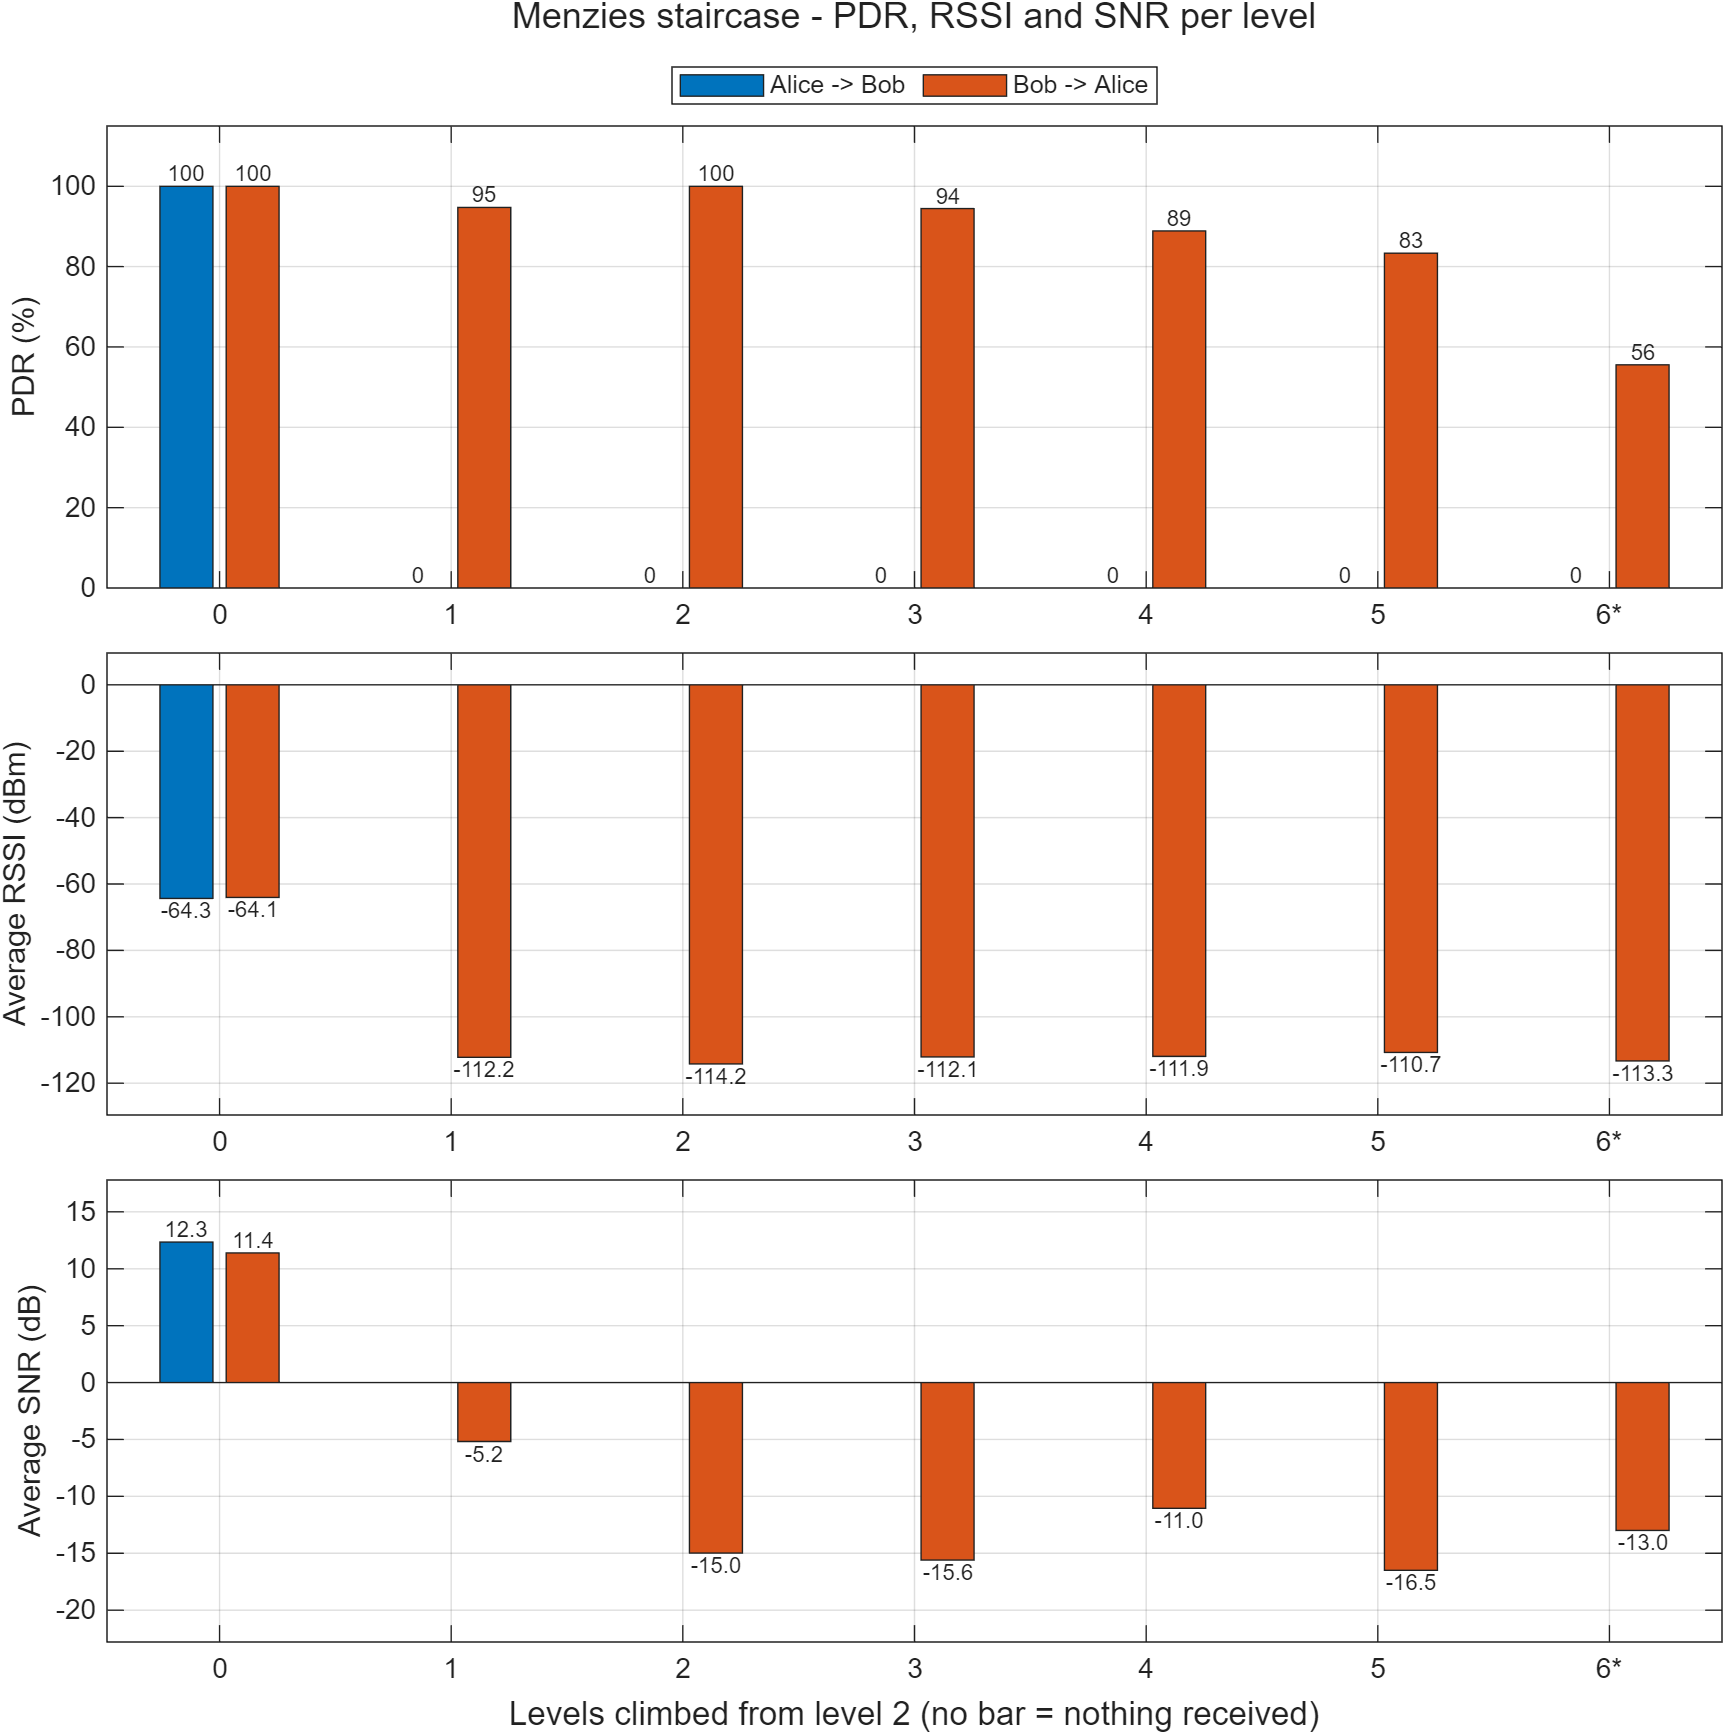 Menzies staircase - PDR, RSSI and SNR per level
Alice -> Bob Bob -> Alice
PDR (%)
100
80
60
40
20
0
100 100 95 100 94 89 83 56
0 0 0 0 0 0
0 1 2 3 4 5 6*
Average RSSI (dBm)
0
-20
-40
-60
-80
-100
-120
-64.3 -64.1 -112.2 -114.2 -112.1 -111.9 -110.7 -113.3
0 1 2 3 4 5 6*
Average SNR (dB)
15
10
5
0
-5
-10
-15
-20
12.3 11.4 -5.2 -15.0 -15.6 -11.0 -16.5 -13.0
0 1 2 3 4 5 6*
Levels climbed from level 2 (no bar = nothing received)